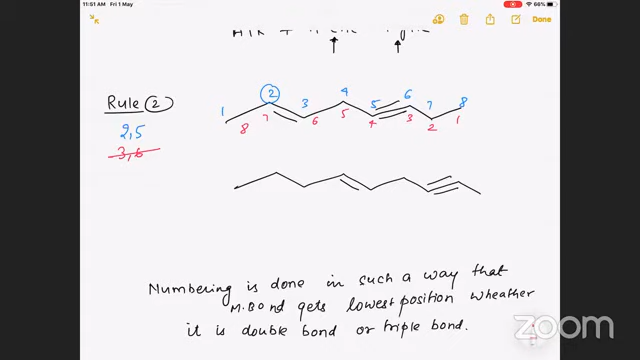 11:51 AM Fri 1 May
66%
Done
Rule 2
2,5
3,6
1 2 3 4 5 6 7 8
8 7 6 5 4 3 2 1
Numbering is done in such a way that
M.Bond gets lowest position wheather
it is double bond or triple bond.
zoom